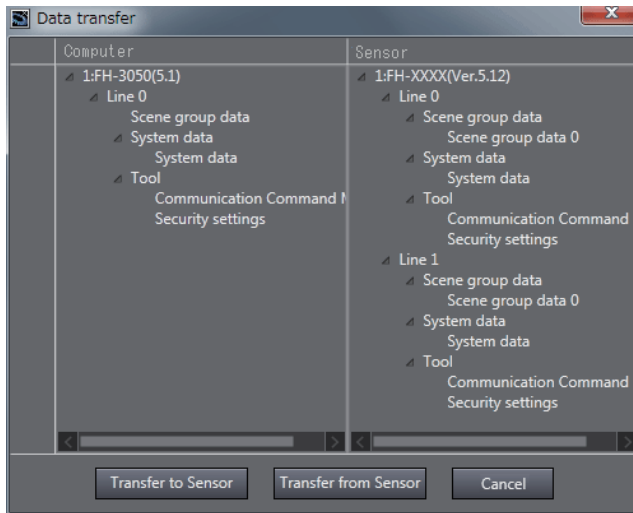 Data transfer
Computer
1:FH-3050(5.1)
Line 0
Scene group data
System data
System data
Tool
Communication Command M
Security settings
Sensor
1:FH-XXXX(Ver.5.12)
Line 0
Scene group data
Scene group data 0
System data
System data
Tool
Communication Command
Security settings
Line 1
Scene group data
Scene group data 0
System data
System data
Tool
Communication Command
Security settings
Transfer to Sensor
Transfer from Sensor
Cancel